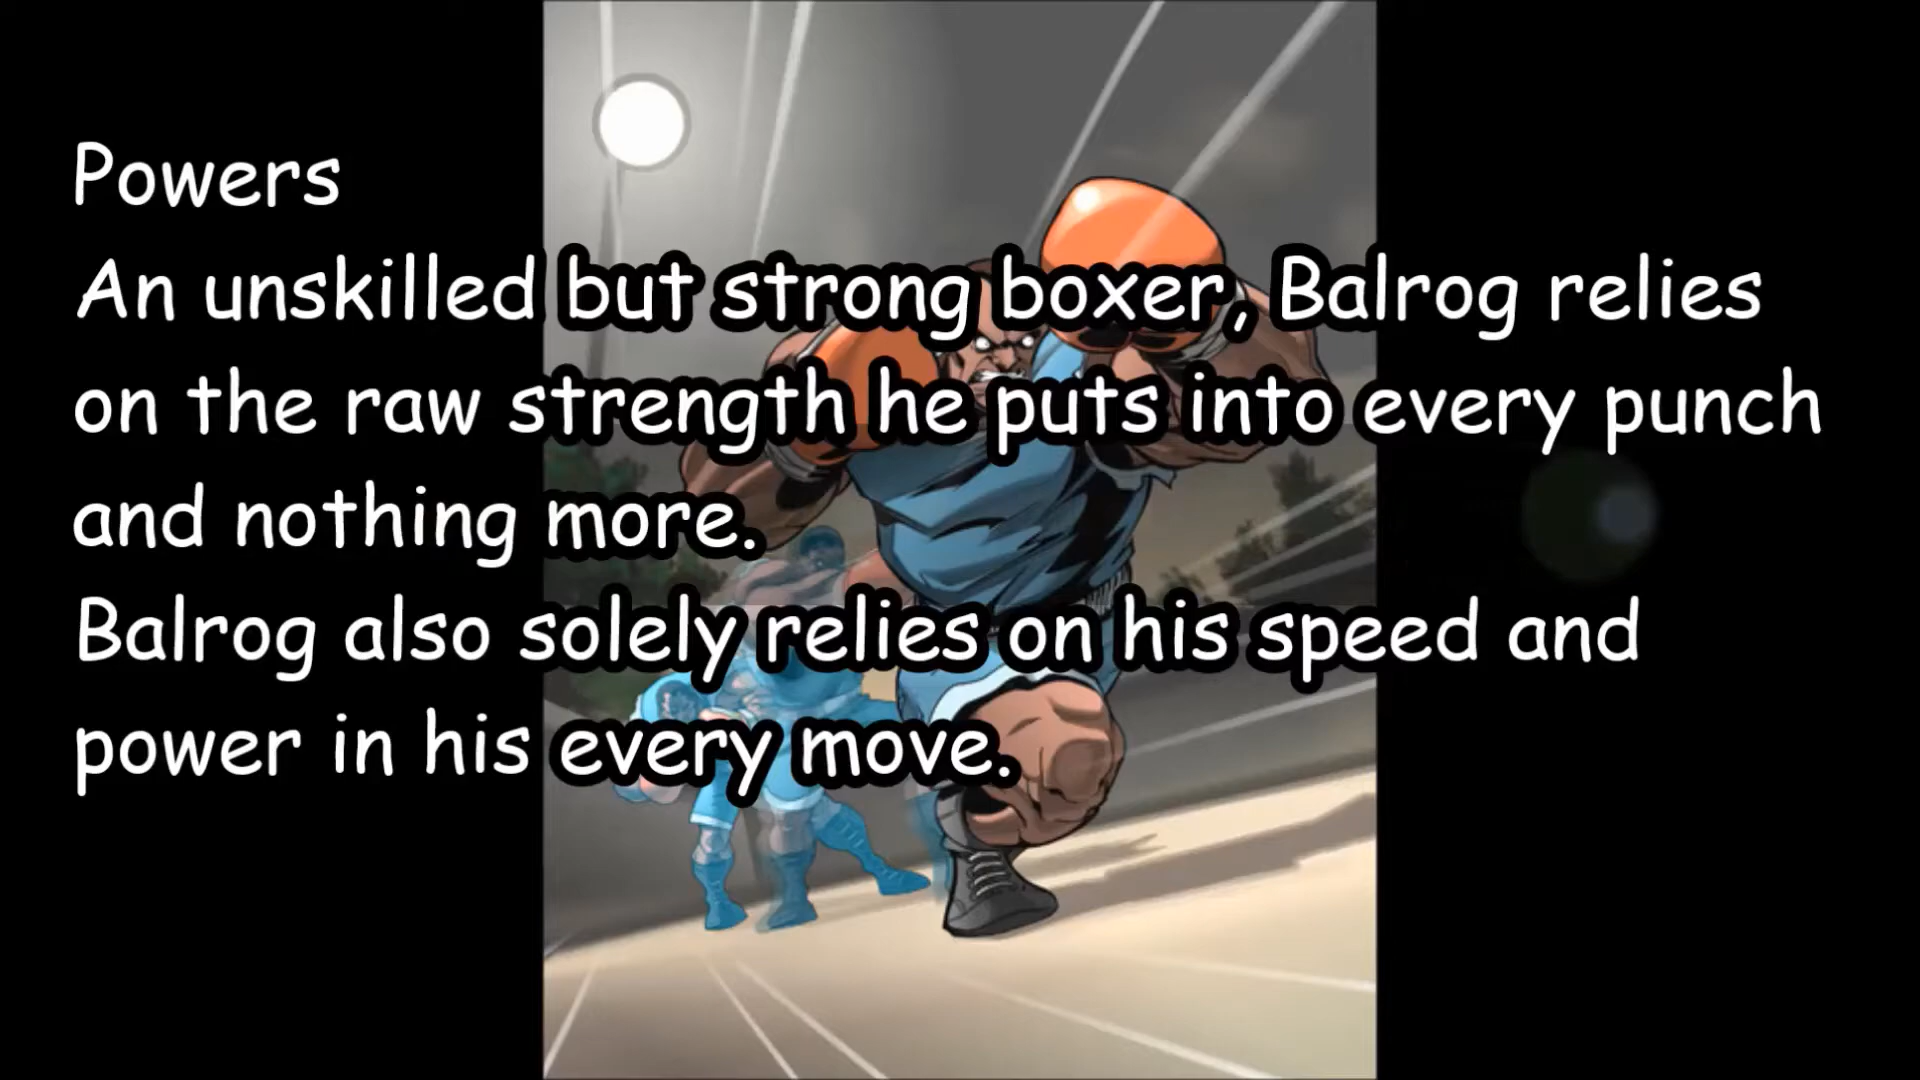 Powers
An unskilled but strong boxer, Balrog relies
on the raw strength he puts into every punch
and nothing more.
Balrog also solely relies on his speed and
power in his every move.